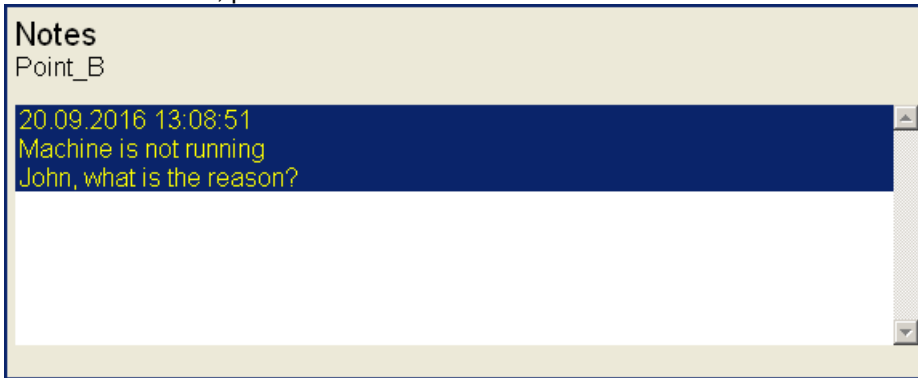 Notes
Point_B
20.09.2016 13:08:51
Machine is not running
John, what is the reason?